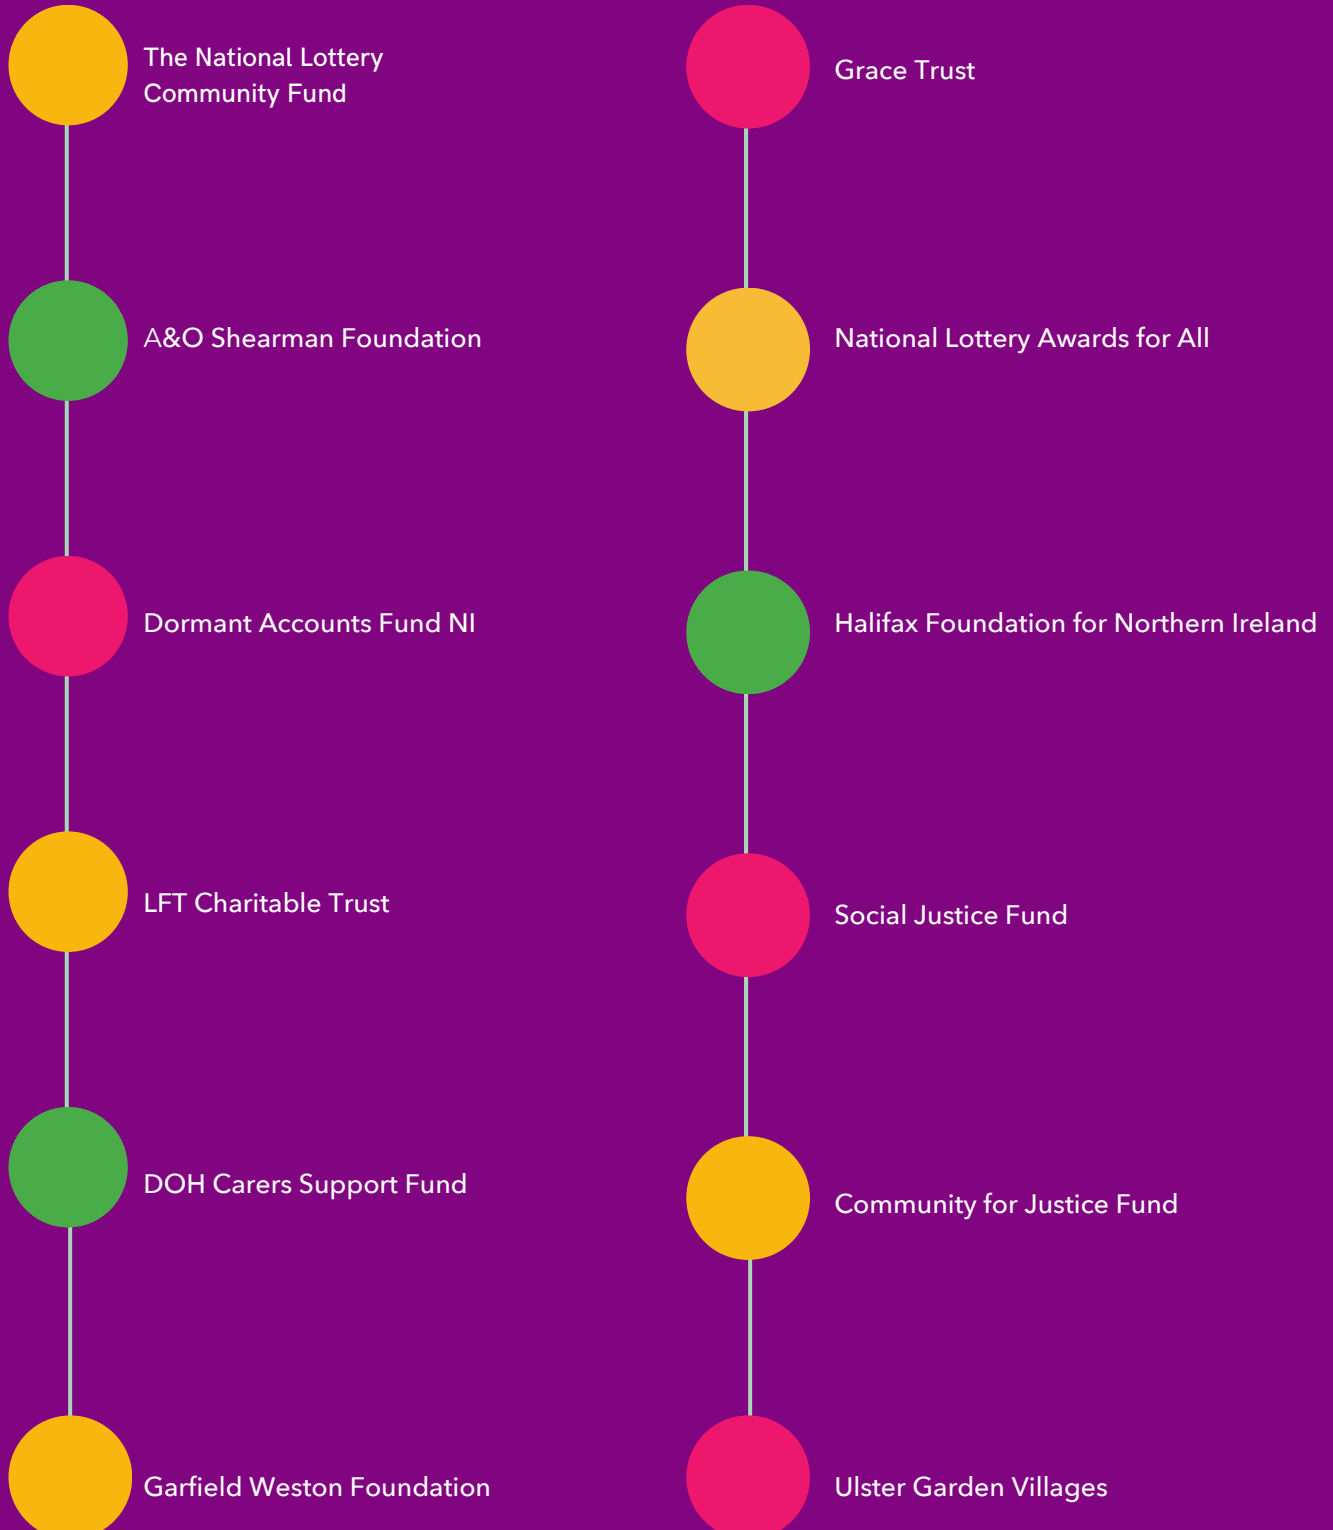 The National Lottery
Community Fund
A&O Shearman Foundation
Dormant Accounts Fund NI
LFT Charitable Trust
DOH Carers Support Fund
Garfield Weston Foundation
Grace Trust
National Lottery Awards for All
Halifax Foundation for Northern Ireland
Social Justice Fund
Community for Justice Fund
Ulster Garden Villages